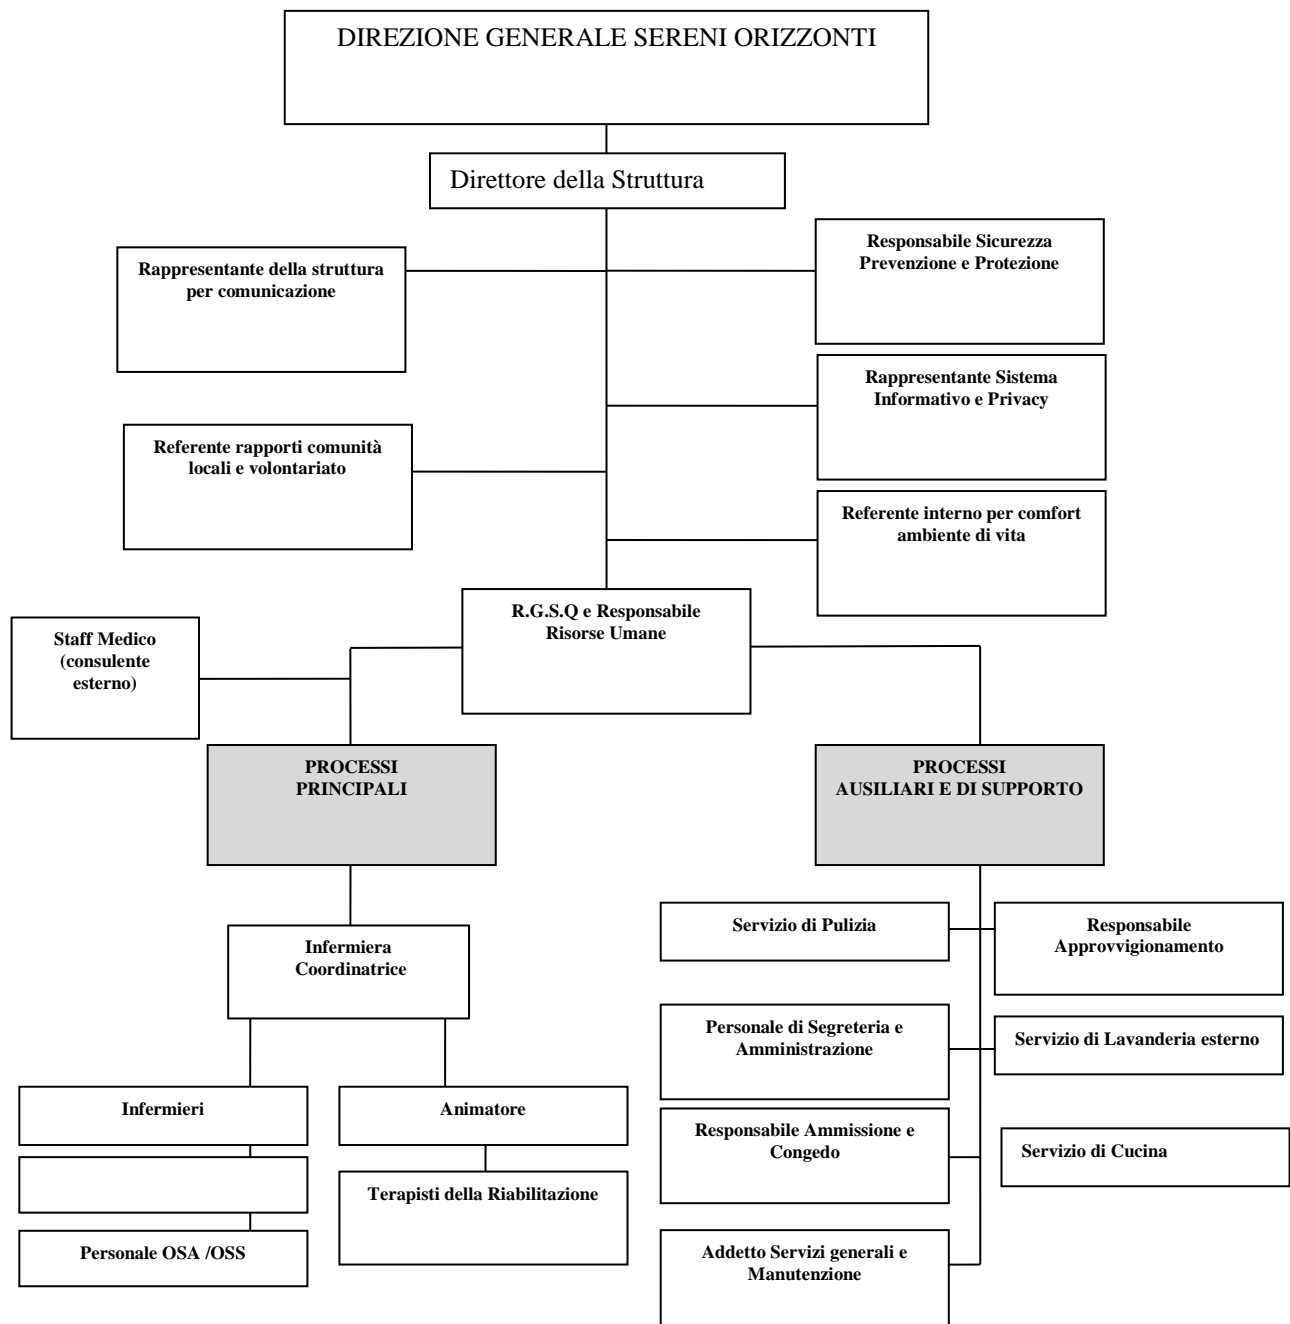 DIREZIONE GENERALE SERENI ORIZZONTI
Direttore della Struttura
Rappresentante della struttura
per comunicazione
Responsabile Sicurezza
Prevenzione e Protezione
Rappresentante Sistema
Informativo e Privacy
Referente rapporti comunità
locali e volontariato
Referente interno per comfort
ambiente di vita
R.G.S.Q e Responsabile
Risorse Umane
Staff Medico
(consulente
esterno)
PROCESSI
PRINCIPALI
PROCESSI
AUSILIARI E DI SUPPORTO
Infermiera
Coordinatrice
Servizio di Pulizia
Responsabile
Approvvigionamento
Personale di Segreteria e
Amministrazione
Servizio di Lavanderia esterno
Infermieri
Animatore
Responsabile Ammissione e
Congedo
Servizio di Cucina
Terapisti della Riabilitazione
Personale OSA /OSS
Addetto Servizi generali e
Manutenzione